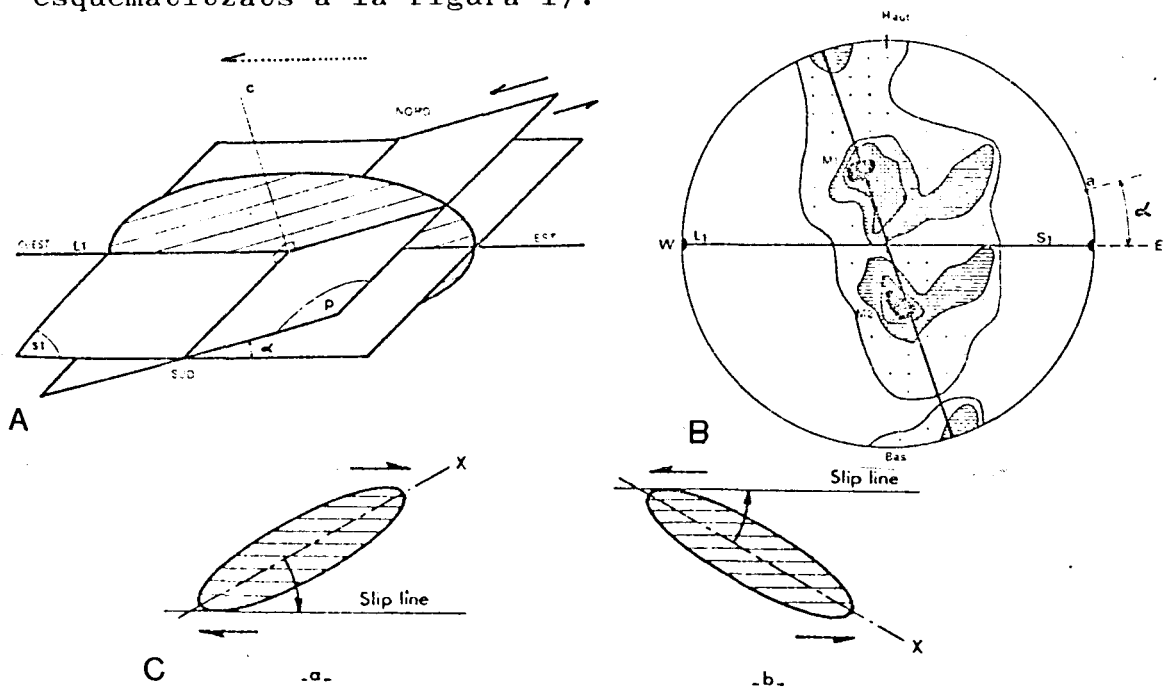 esquematitzats a la figura 17.
Haut
c
NORD
M1
a
α
OUEST
L1
EST
W
L1
S1
E
P
S1
α
SUD
A
B
Bas
X
Slip line
Slip line
X
C
a
b